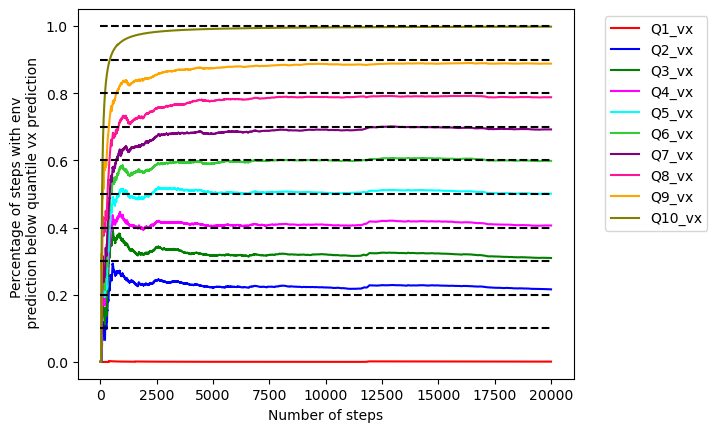 1.0
0.8
0.6
0.4
0.2
0.0
Percentage of steps with env
prediction below quantile vx prediction
0 2500 5000 7500 10000 12500 15000 17500 20000
Number of steps
Q1_vx
Q2_vx
Q3_vx
Q4_vx
Q5_vx
Q6_vx
Q7_vx
Q8_vx
Q9_vx
Q10_vx